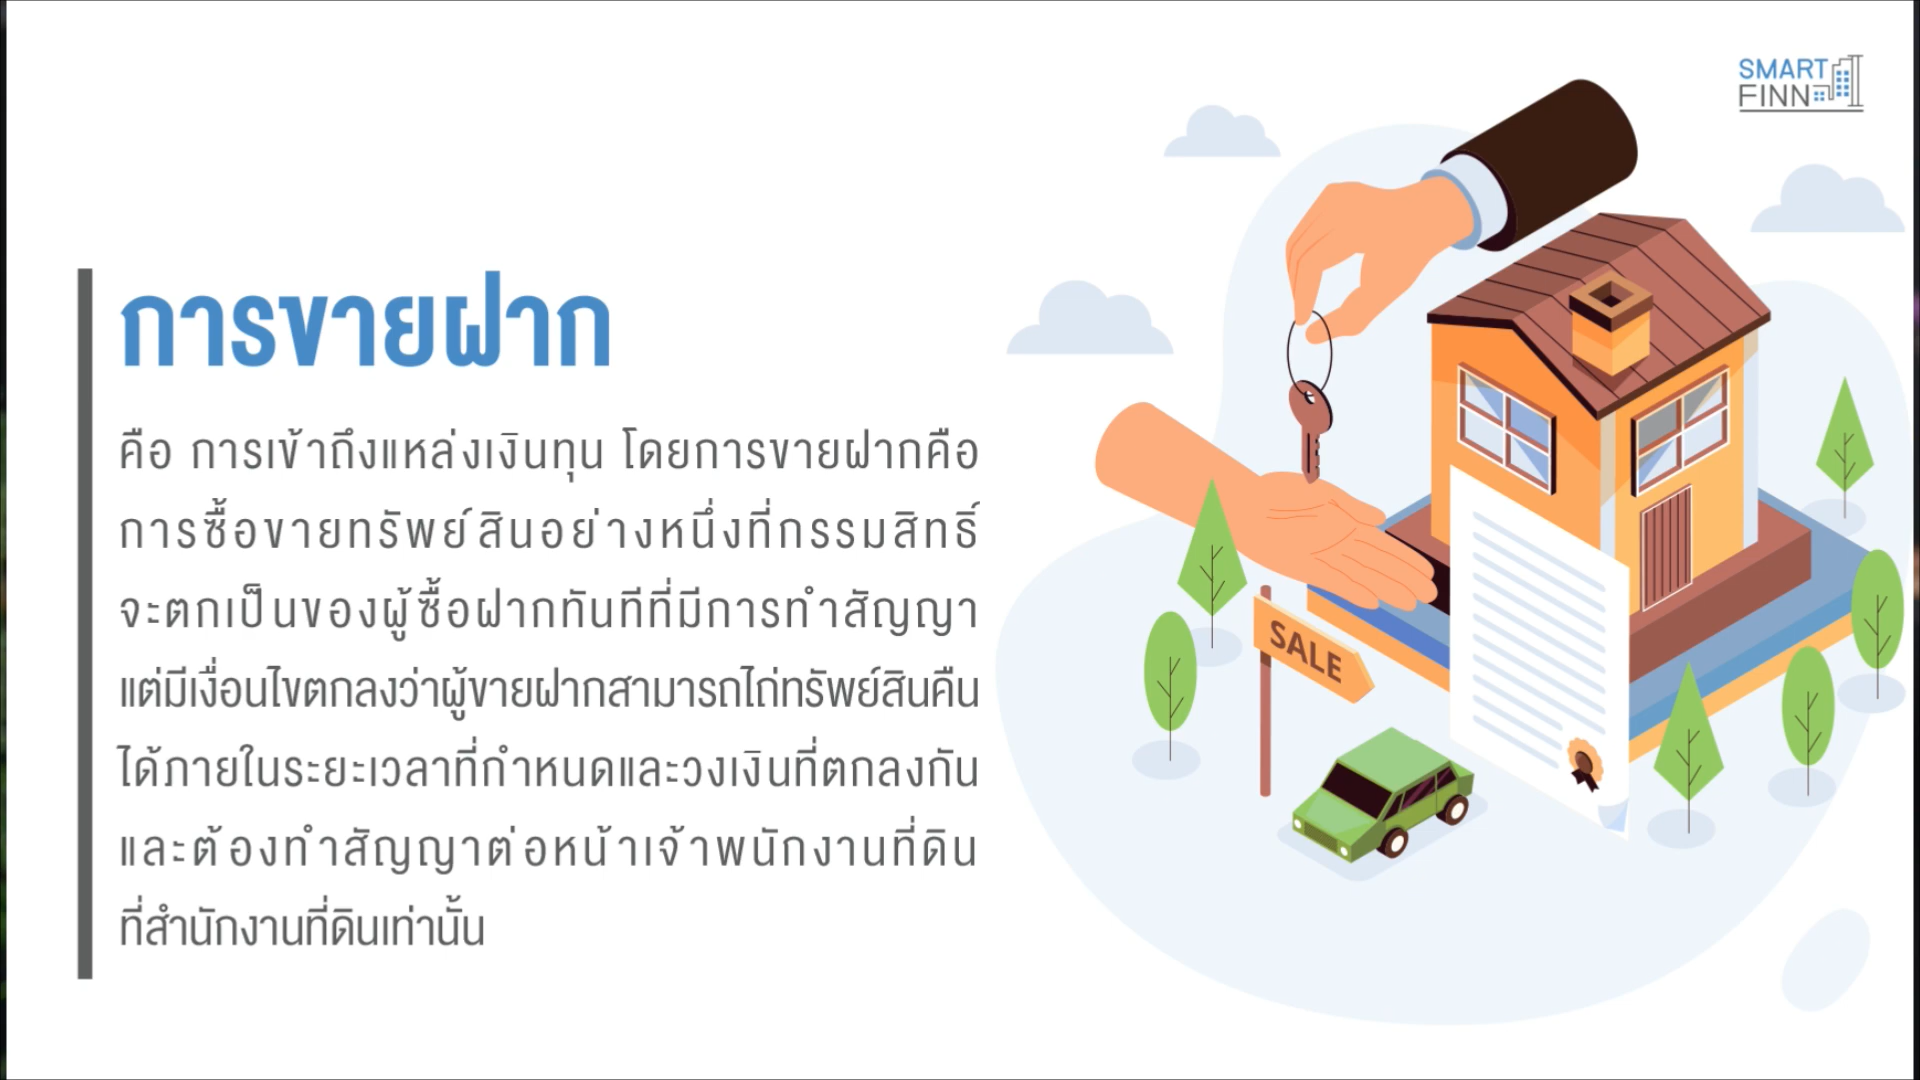 SMART
FINN
การขายฝาก
คือ การเข้าถึงแหล่งเงินทุน โดยการขายฝากคือ
การซื้อขายทรัพย์สินอย่างหนึ่งที่กรรมสิทธิ์
จะตกเป็นของผู้ซื้อฝากทันทีที่มีการทำสัญญา
แต่มีเงื่อนไขตกลงว่าผู้ขายฝากสามารถไถ่ทรัพย์สินคืน
ได้ภายในระยะเวลาที่กำหนดและวงเงินที่ตกลงกัน
และต้องทำสัญญาต่อหน้าเจ้าพนักงานที่ดิน
ที่สำนักงานที่ดินเท่านั้น
SALE